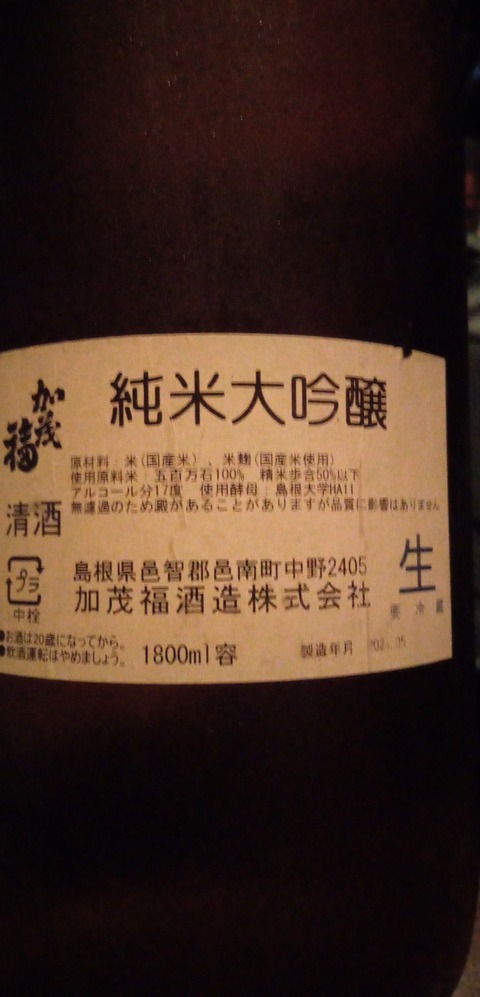 加茂福
純米大吟醸
原材料：米(国産米)、米麹(国産米使用)
使用原料米：五百万石100%　精米歩合50%以下
アルコール分17度　使用酵母：島根大学HA11
無濾過のため澱があることがありますが品質に影響はありません
清酒
プラ
中栓
島根県邑智郡邑南町中野2405
加茂福酒造株式会社
生
要冷蔵
●お酒は20歳になってから。
●飲酒運転はやめましょう。
1800ml容
製造年月